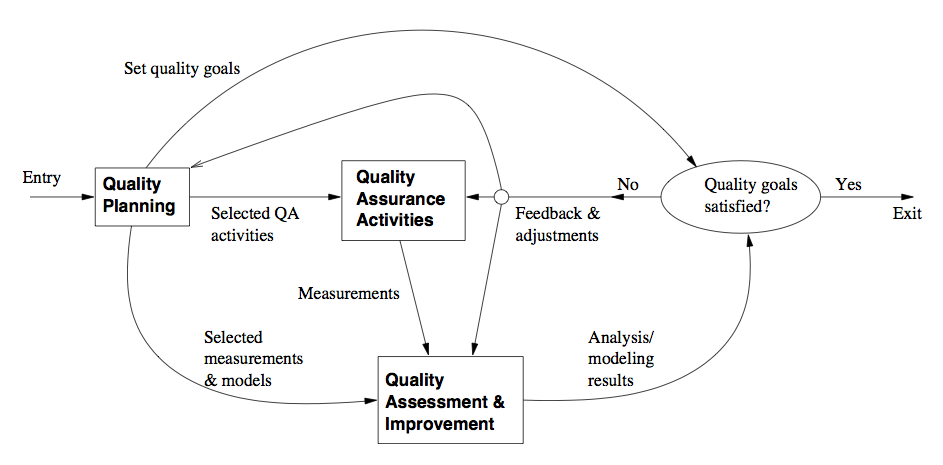 Set quality goals
Entry
Quality
Planning
Selected QA
activities
Quality
Assurance
Activities
Feedback &
adjustments
No
Quality goals
satisfied?
Yes
Exit
Measurements
Selected
measurements
& models
Quality
Assessment &
Improvement
Analysis/
modeling
results